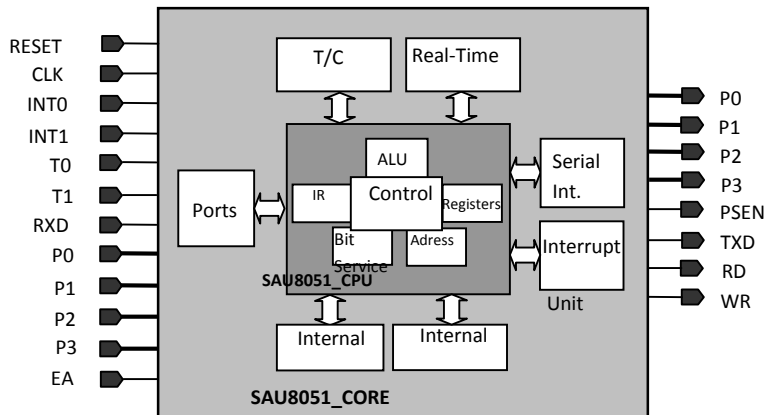 RESET
CLK
INT0
INT1
T0
T1
RXD
P0
P1
P2
P3
EA
T/C
Real-Time
Ports
ALU
IR
Control
Registers
Bit
Service
Adress
SAU8051_CPU
Serial
Int.
Interrupt
Unit
Internal
Internal
SAU8051_CORE
P0
P1
P2
P3
PSEN
TXD
RD
WR